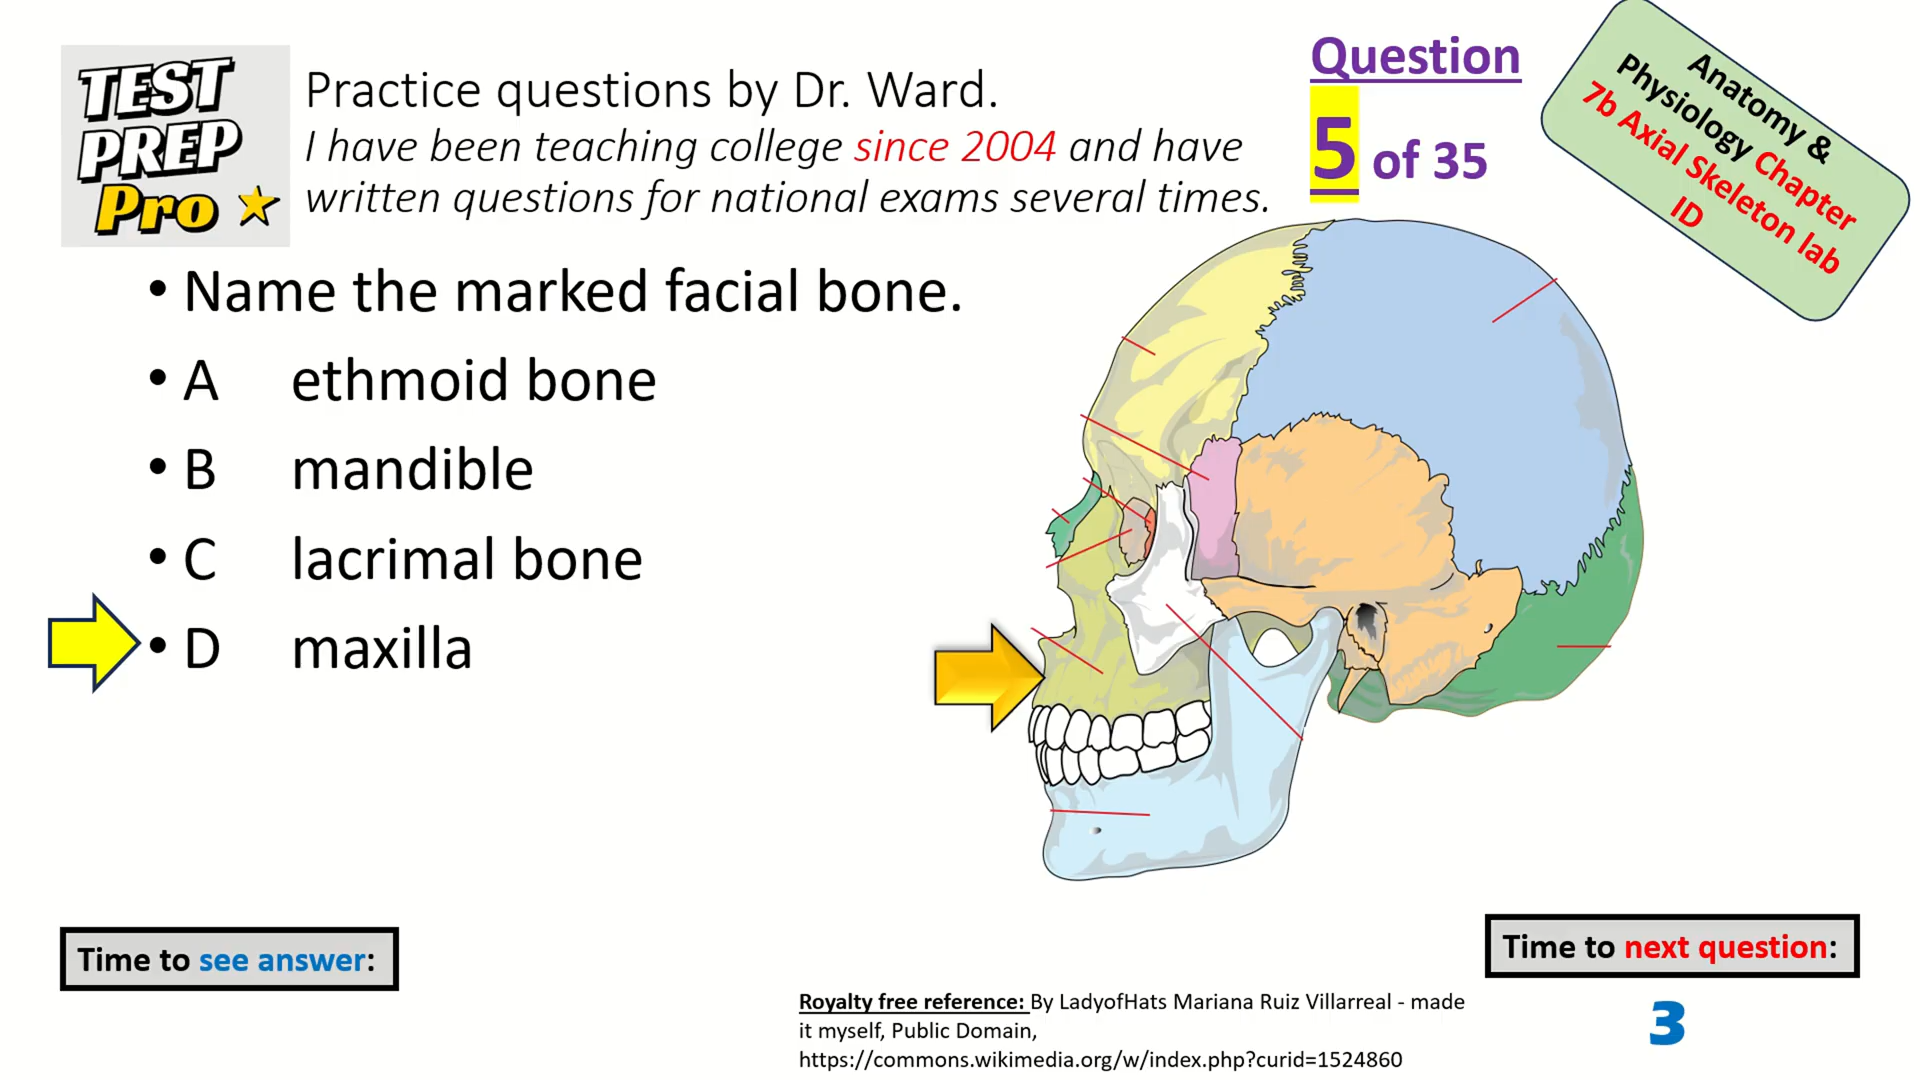 TEST
PREP
Pro
Practice questions by Dr. Ward.
I have been teaching college since 2004 and have
written questions for national exams several times.
Question
5 of 35
Anatomy &
Physiology Chapter
7b Axial Skeleton lab
ID
• Name the marked facial bone.
• A ethmoid bone
• B mandible
• C lacrimal bone
• D maxilla
Time to see answer:
Time to next question:
3
Royalty free reference: By LadyofHats Mariana Ruiz Villarreal - made
it myself, Public Domain,
https://commons.wikimedia.org/w/index.php?curid=1524860